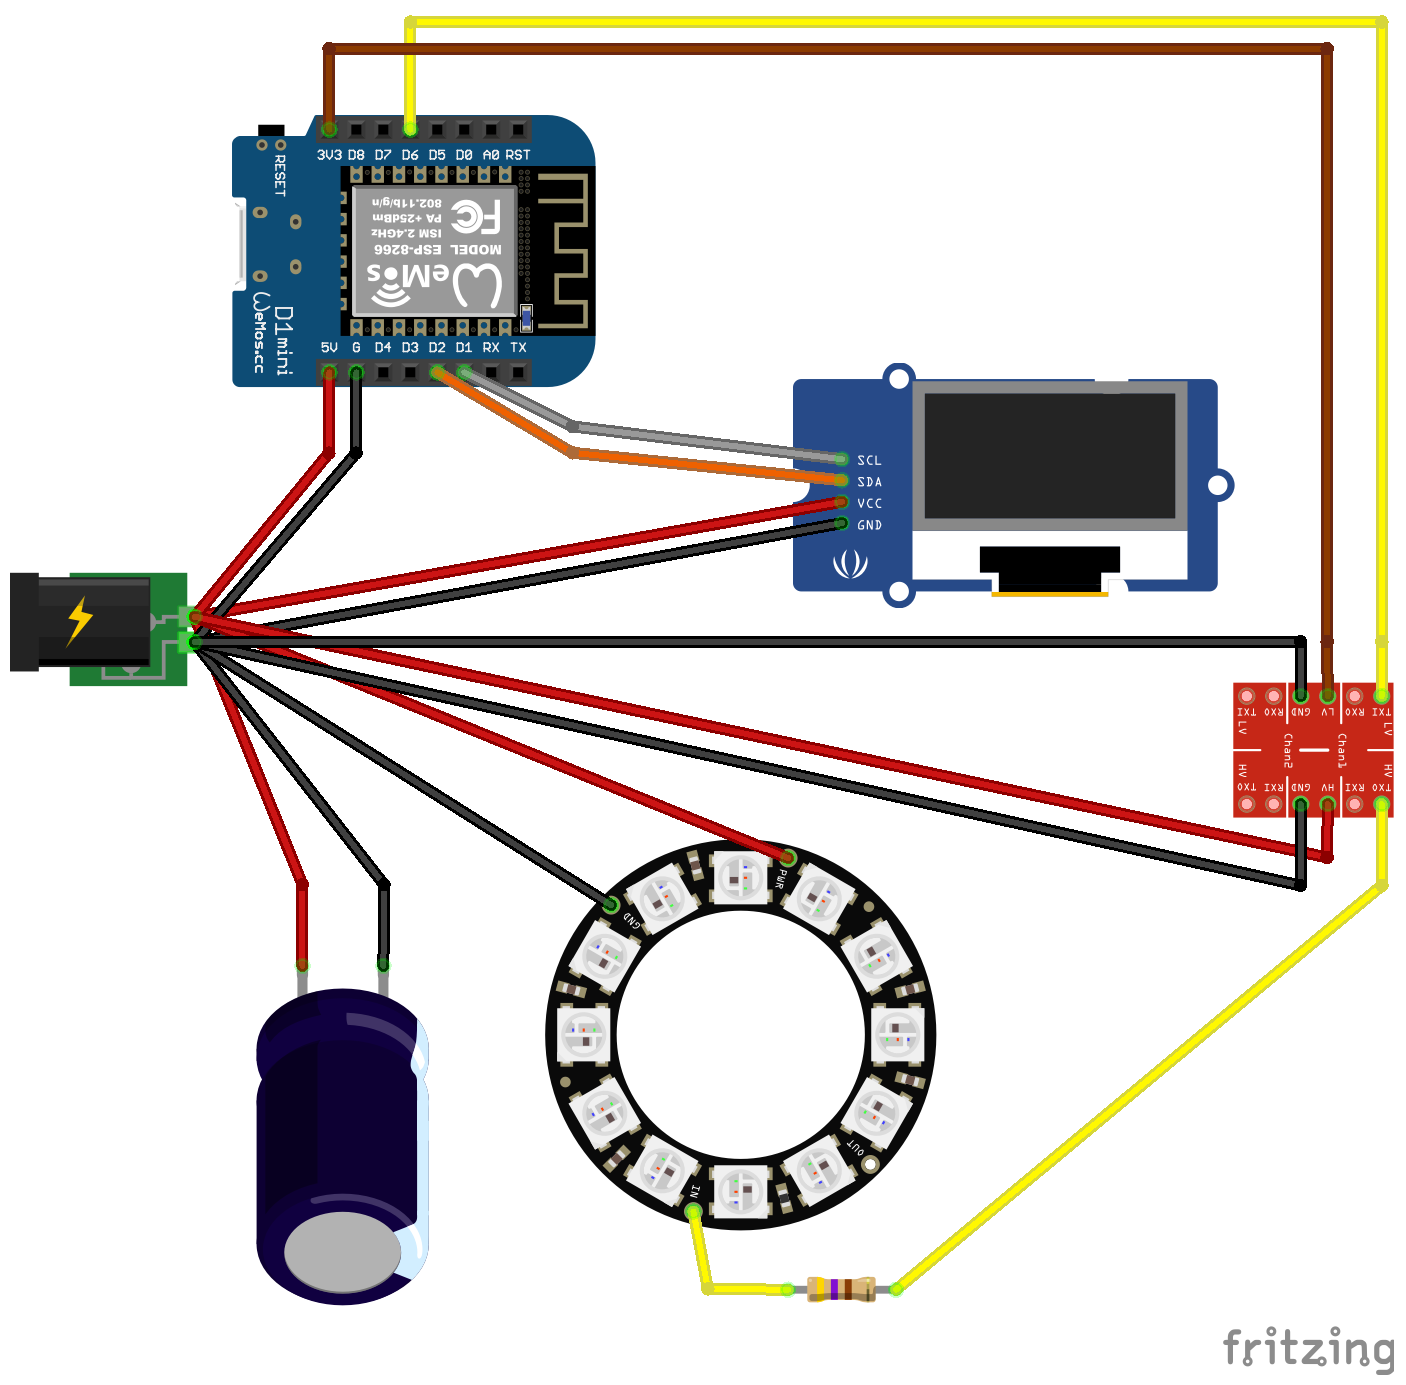 3V3 D8 D7 D6 D5 D0 A0 RST
RESET
WeMos
MODEL ESP-8266
ISM 2.4GHz
PA +25dBm
802.11b/g/n
FC
D1mini
WeMos.cc
5V G D4 D3 D2 D1 RX TX
SCL
SDA
VCC
GND
TXI RXO GND LV RXO TXI
LV LV
Chan2 Chan1
HV HV
TXO RXI GND HV RXI TXO
PWR
GND
OUT
IN
fritzing